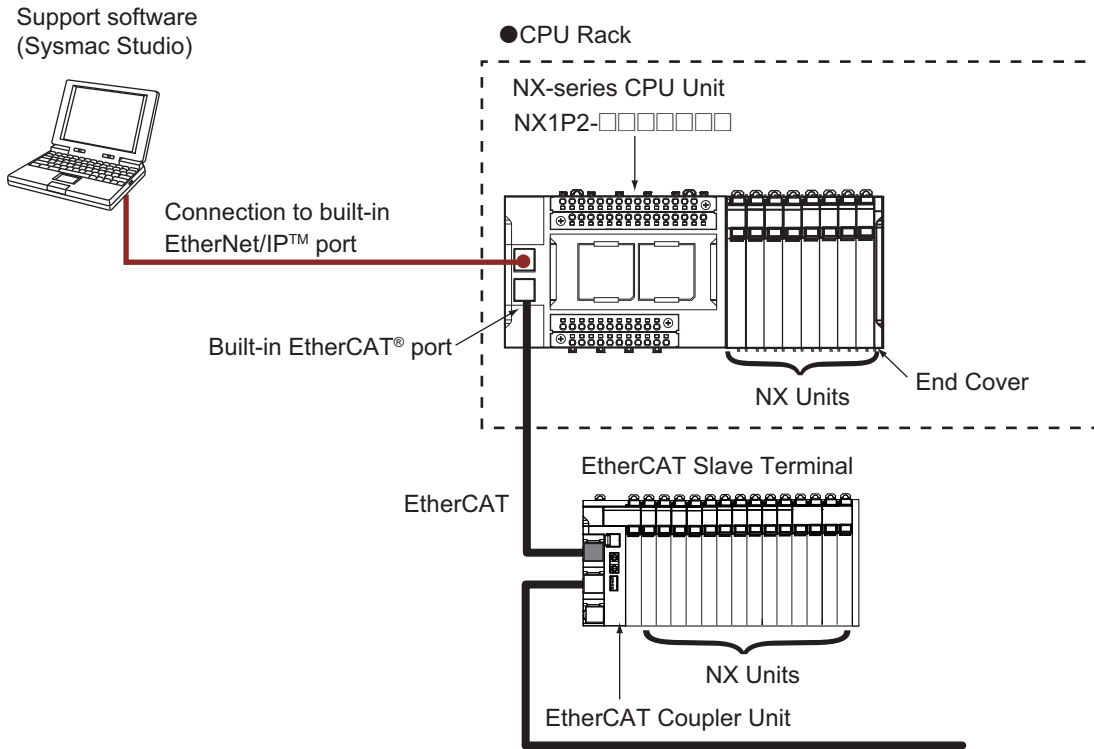 Support software
(Sysmac Studio)
●CPU Rack
NX-series CPU Unit
NX1P2-□□□□□□□
Connection to built-in
EtherNet/IP™ port
Built-in EtherCAT® port
NX Units
End Cover
EtherCAT Slave Terminal
EtherCAT
NX Units
EtherCAT Coupler Unit